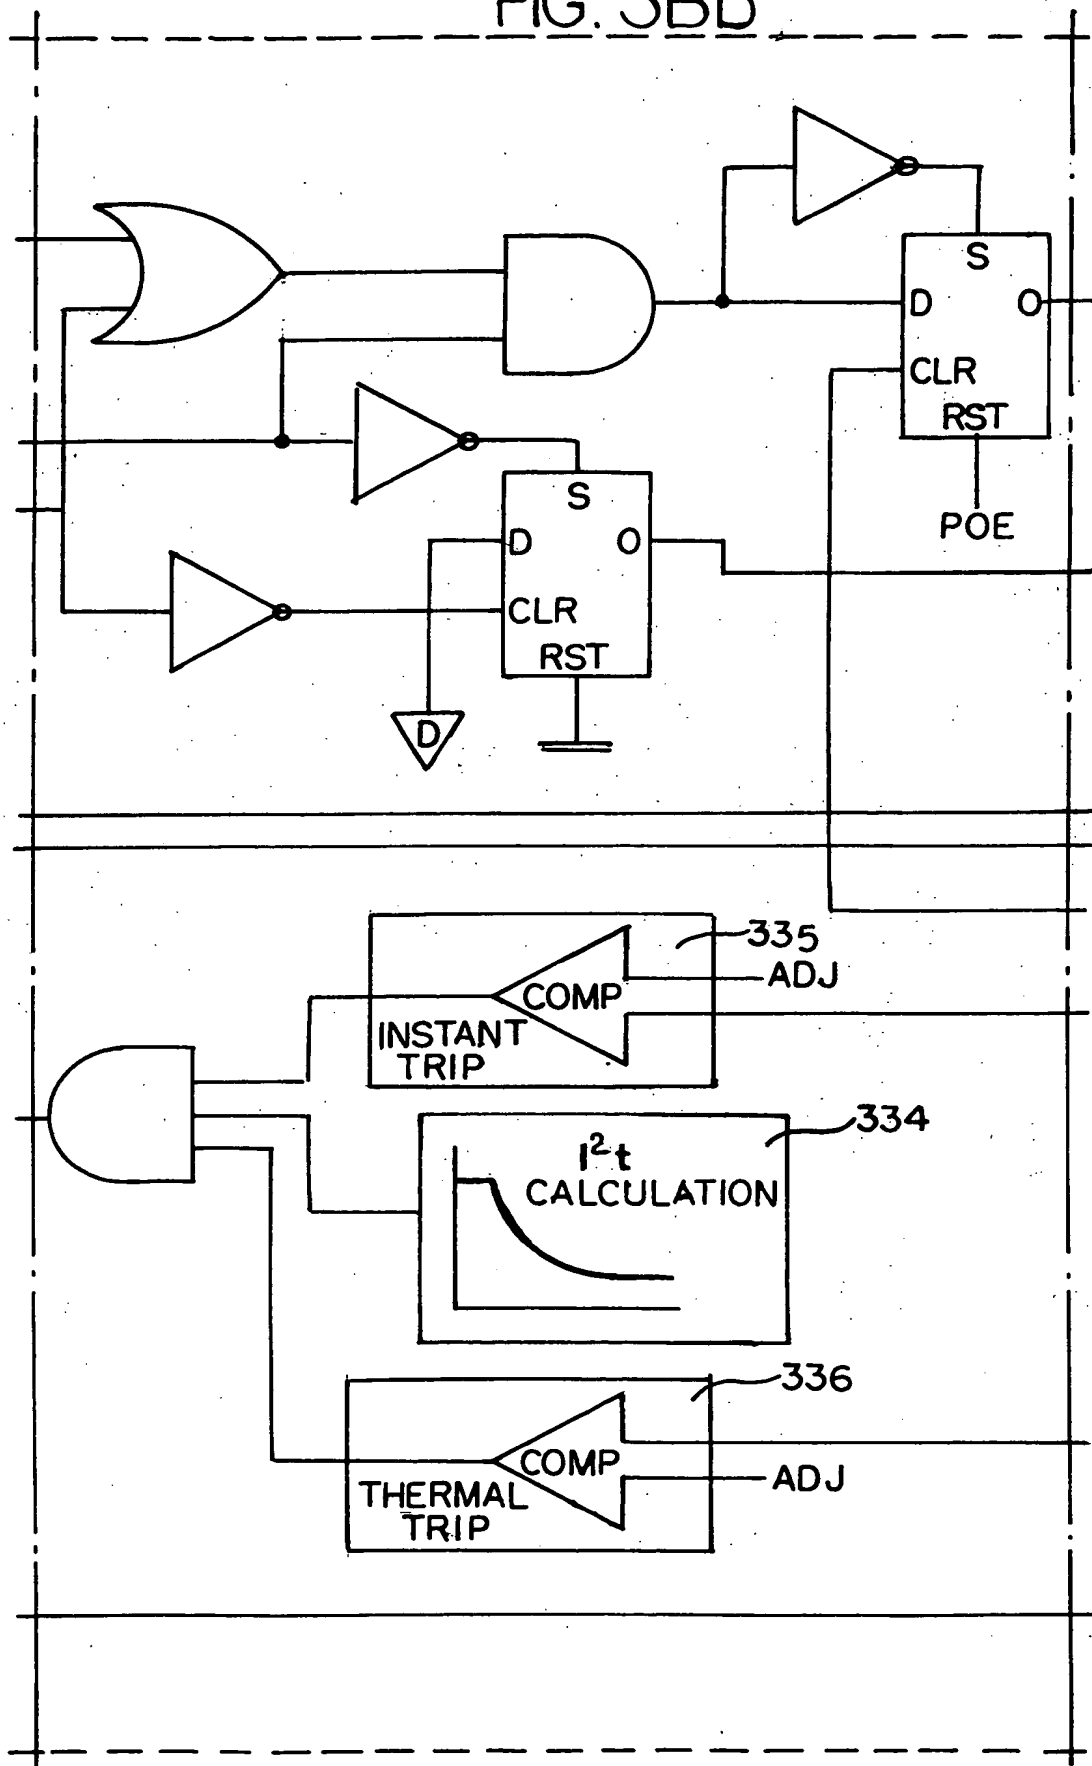 FIG. 3BB
S
D
O
CLR
RST
POE
S
D
O
CLR
RST
D
335
ADJ
COMP
INSTANT
TRIP
334
I²t
CALCULATION
336
COMP
ADJ
THERMAL
TRIP